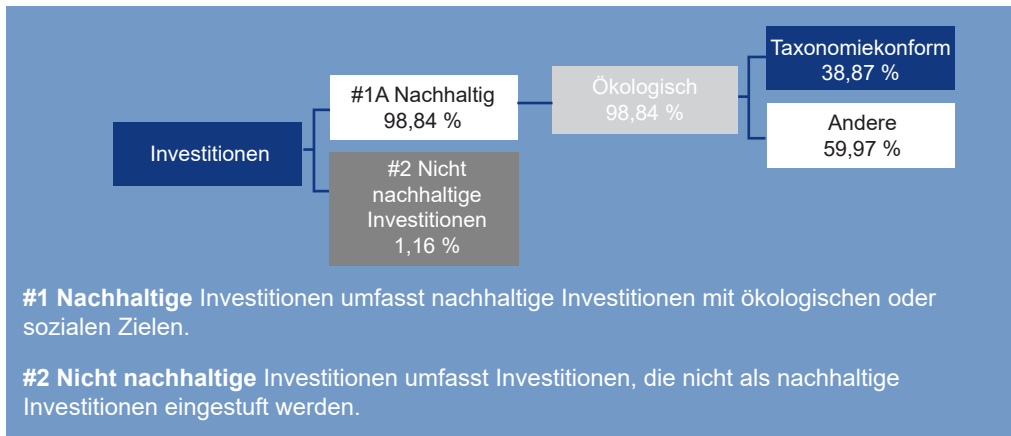 Investitionen
#1A Nachhaltig
98,84 %
#2 Nicht
nachhaltige
Investitionen
1,16 %
Ökologisch
98,84 %
Taxonomiekonform
38,87 %
Andere
59,97 %
#1 Nachhaltige Investitionen umfasst nachhaltige Investitionen mit ökologischen oder
sozialen Zielen.
#2 Nicht nachhaltige Investitionen umfasst Investitionen, die nicht als nachhaltige
Investitionen eingestuft werden.